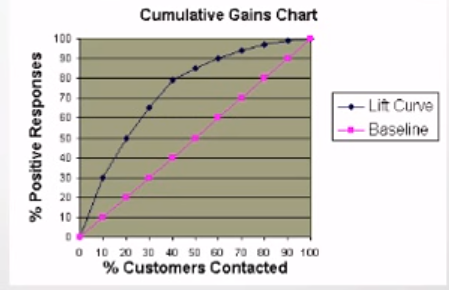 Cumulative Gains Chart
% Positive Responses
100
90
80
70
60
50
40
30
20
10
0
0 10 20 30 40 50 60 70 80 90 100
% Customers Contacted
Lift Curve
Baseline